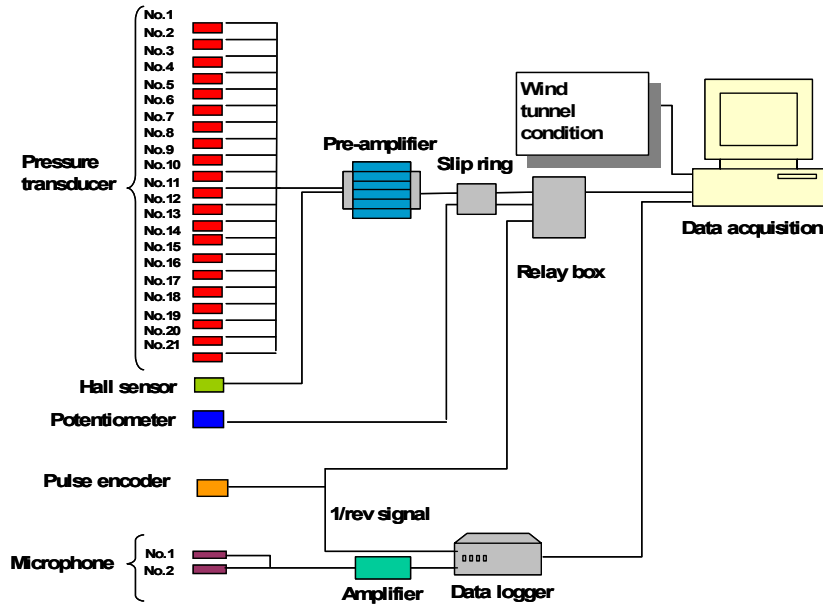 No.1
No.2
No.3
No.4
No.5
No.6
No.7
No.8
No.9
No.10
No.11
No.12
No.13
No.14
No.15
No.16
No.17
No.18
No.19
No.20
No.21
Pressure
transducer
Hall sensor
Potentiometer
Pulse encoder
Microphone
No.1
No.2
Pre-amplifier
Slip ring
Wind
tunnel
condition
Relay box
Data acquisition
1/rev signal
Amplifier
Data logger